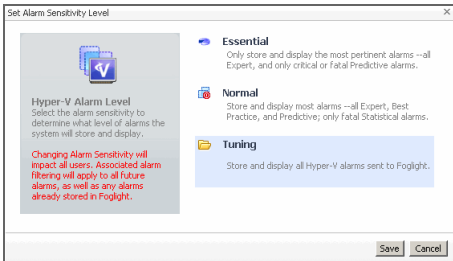 Set Alarm Sensitivity Level
Hyper-V Alarm Level
Select the alarm sensitivity to
determine what level of alarms the
system will store and display.
Changing Alarm Sensitivity will
impact all users. Associated alarm
filtering will apply to all future
alarms, as well as any alarms
already stored in Foglight.
Essential
Only store and display the most pertinent alarms --all
Expert, and only critical or fatal Predictive alarms.
Normal
Store and display most alarms --all Expert, Best
Practice, and Predictive; only fatal Statistical alarms.
Tuning
Store and display all Hyper-V alarms sent to Foglight.
Save Cancel